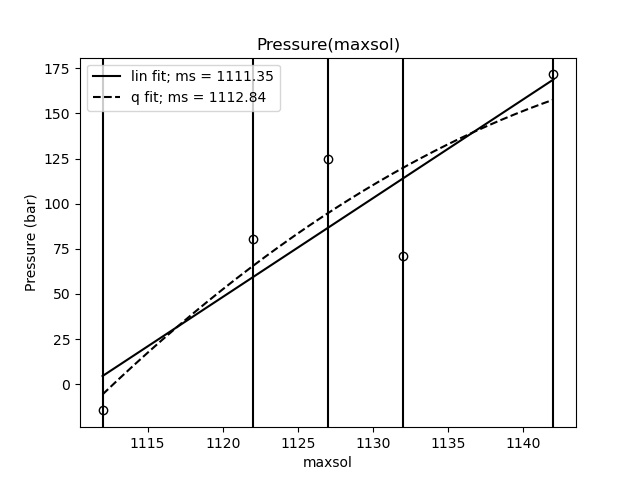 Pressure(maxsol)
lin fit; ms = 1111.35
q fit; ms = 1112.84
175
150
125
100
75
50
25
0
Pressure (bar)
1115 1120 1125 1130 1135 1140
maxsol